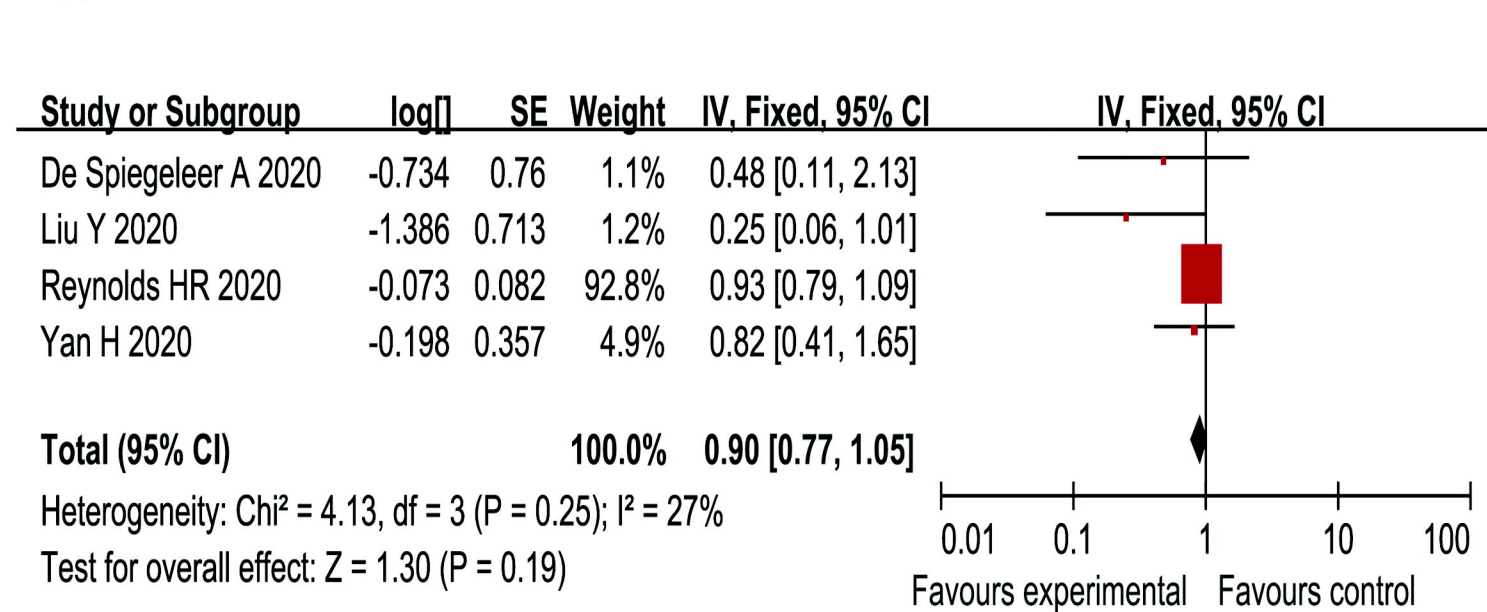 Study or Subgroup log[] SE Weight IV, Fixed, 95% CI IV, Fixed, 95% CI
De Spiegeleer A 2020 -0.734 0.76 1.1% 0.48 [0.11, 2.13]
Liu Y 2020 -1.386 0.713 1.2% 0.25 [0.06, 1.01]
Reynolds HR 2020 -0.073 0.082 92.8% 0.93 [0.79, 1.09]
Yan H 2020 -0.198 0.357 4.9% 0.82 [0.41, 1.65]
Total (95% CI) 100.0% 0.90 [0.77, 1.05]
Heterogeneity: Chi² = 4.13, df = 3 (P = 0.25); I² = 27%
Test for overall effect: Z = 1.30 (P = 0.19)
0.01 0.1 1 10 100
Favours experimental Favours control